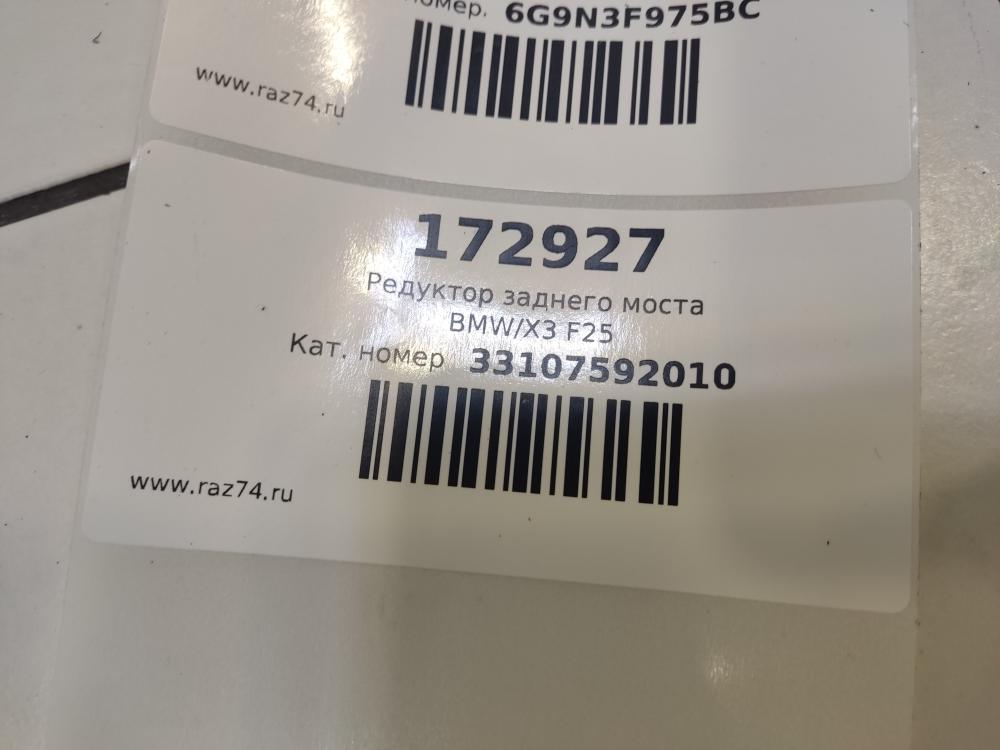 номер. 6G9N3F975BC
www.raz74.ru
172927
Редуктор заднего моста
BMW/X3 F25
Кат. номер 33107592010
www.raz74.ru